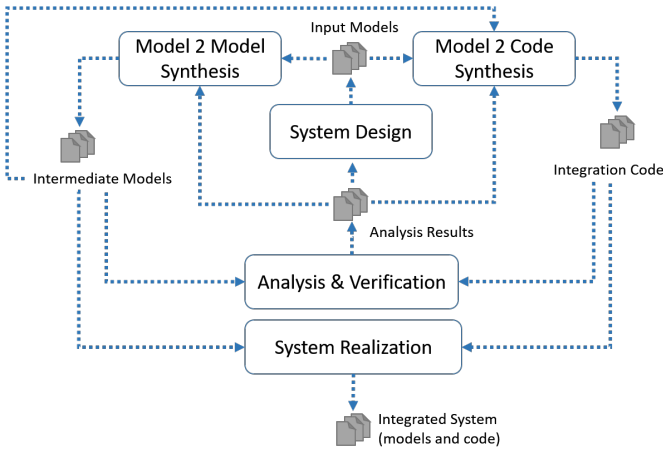 Input Models
Model 2 Model
Synthesis
Model 2 Code
Synthesis
System Design
Intermediate Models
Integration Code
Analysis Results
Analysis & Verification
System Realization
Integrated System
(models and code)